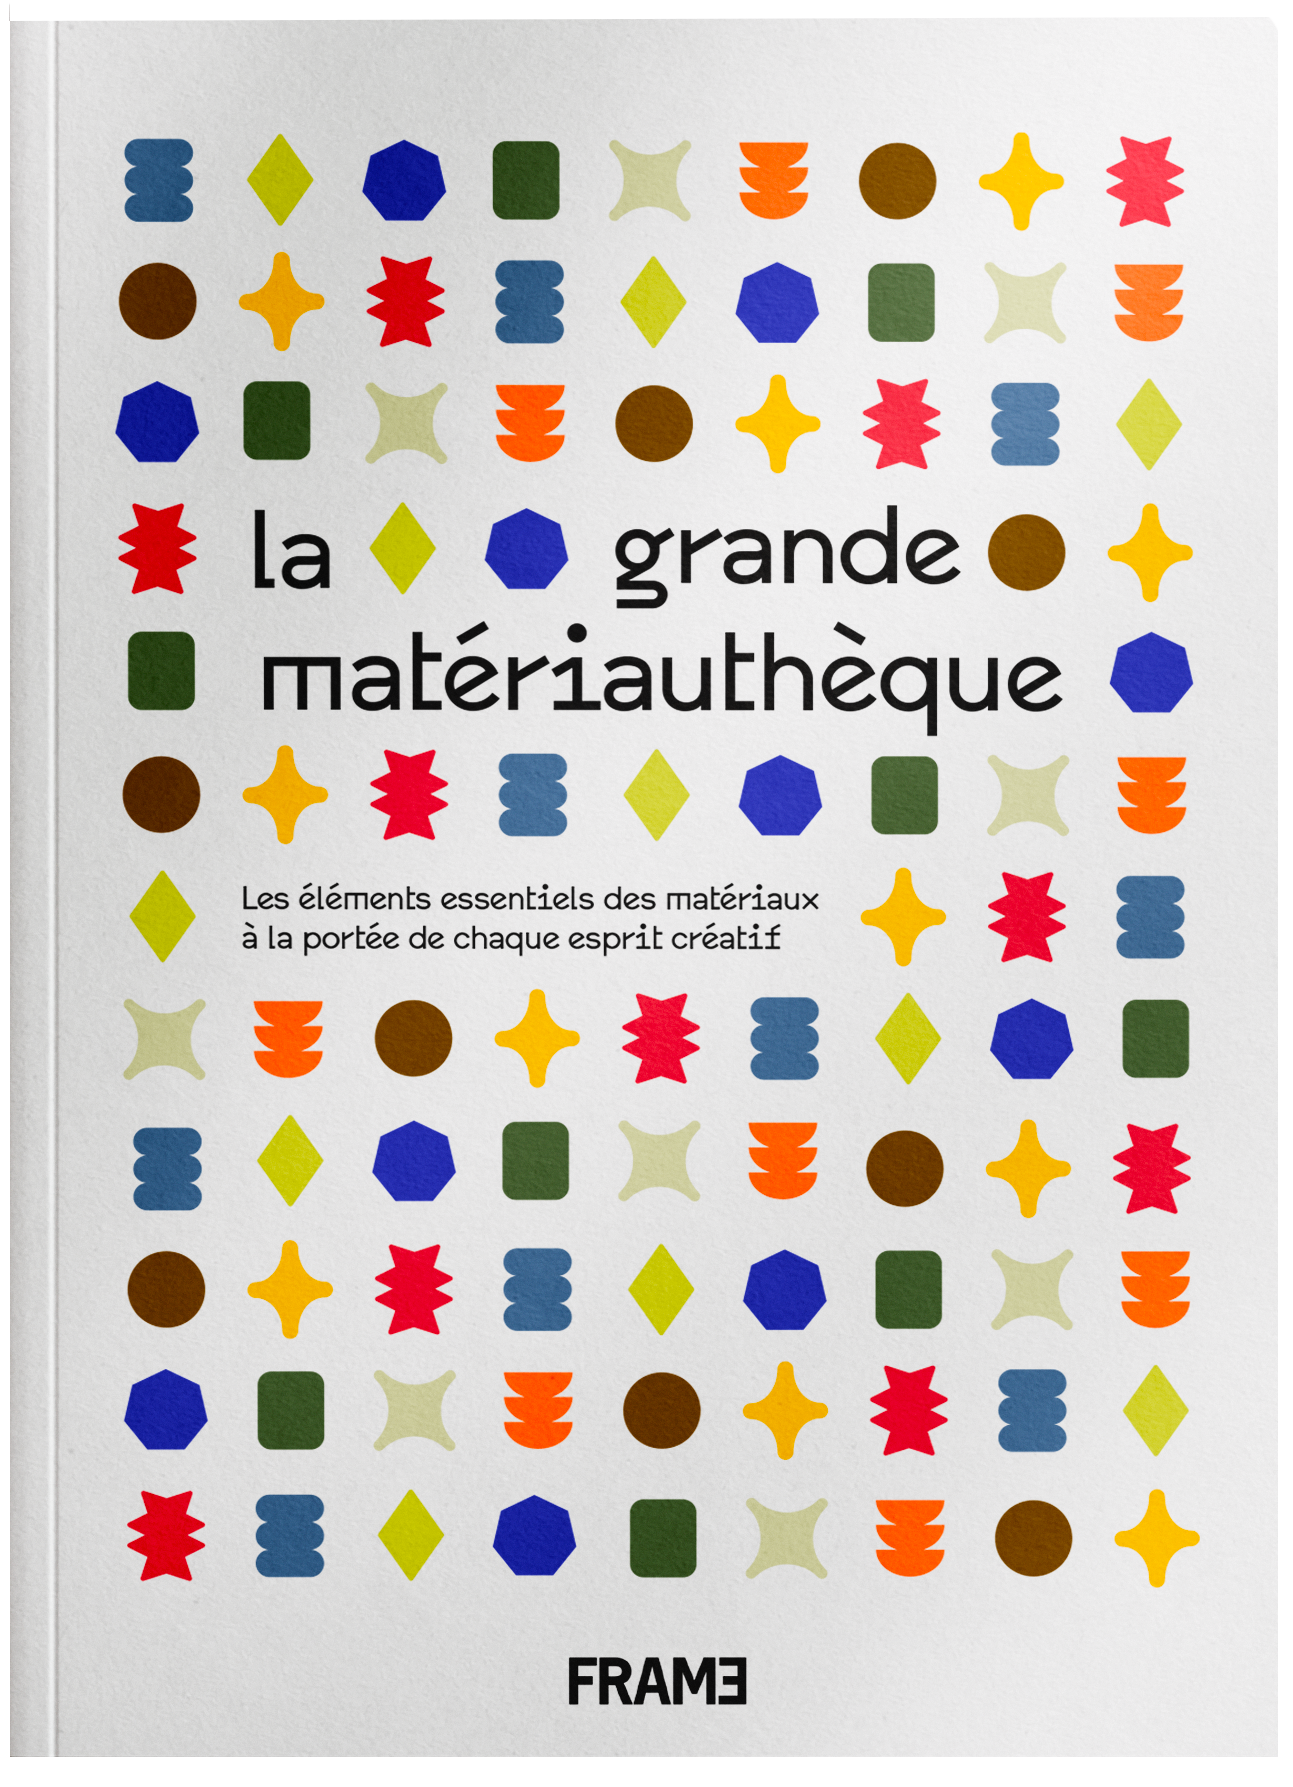 la grande
matériauthèque
Les éléments essentiels des matériaux
à la portée de chaque esprit créatif
FRAME